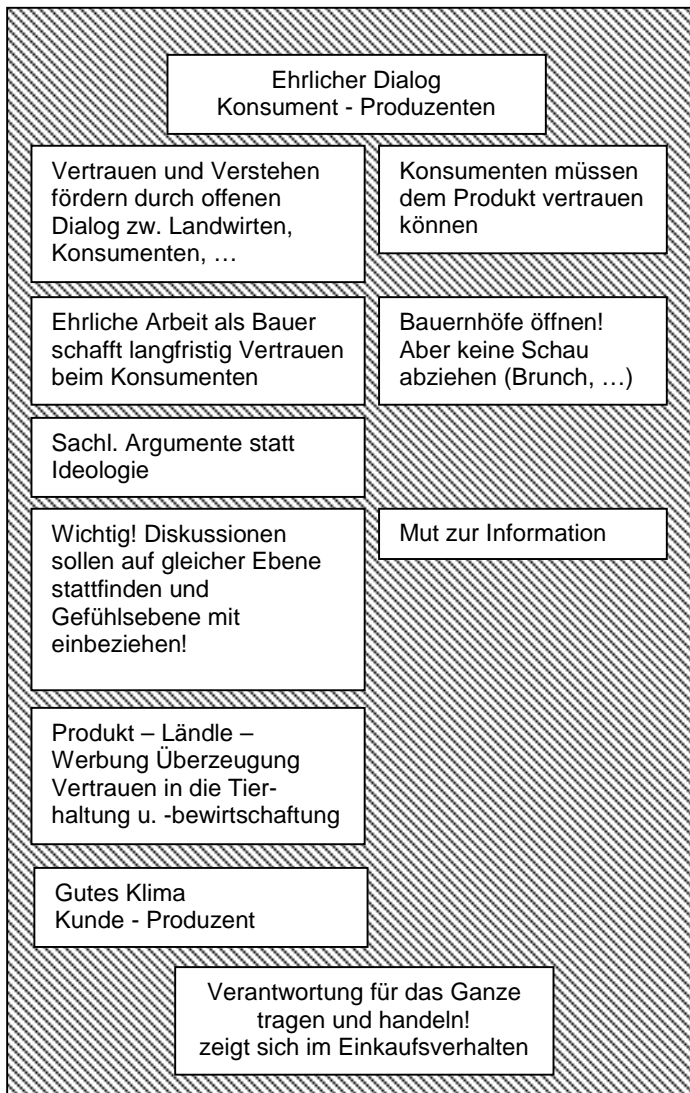 Ehrlicher Dialog
Konsument - Produzenten
Vertrauen und Verstehen
fördern durch offenen
Dialog zw. Landwirten,
Konsumenten, …
Konsumenten müssen
dem Produkt vertrauen
können
Ehrliche Arbeit als Bauer
schafft langfristig Vertrauen
beim Konsumenten
Bauernhöfe öffnen!
Aber keine Schau
abziehen (Brunch, …)
Sachl. Argumente statt
Ideologie
Wichtig! Diskussionen
sollen auf gleicher Ebene
stattfinden und
Gefühlsebene mit
einbeziehen!
Mut zur Information
Produkt – Ländle –
Werbung Überzeugung
Vertrauen in die Tier-
haltung u. -bewirtschaftung
Gutes Klima
Kunde - Produzent
Verantwortung für das Ganze
tragen und handeln!
zeigt sich im Einkaufsverhalten